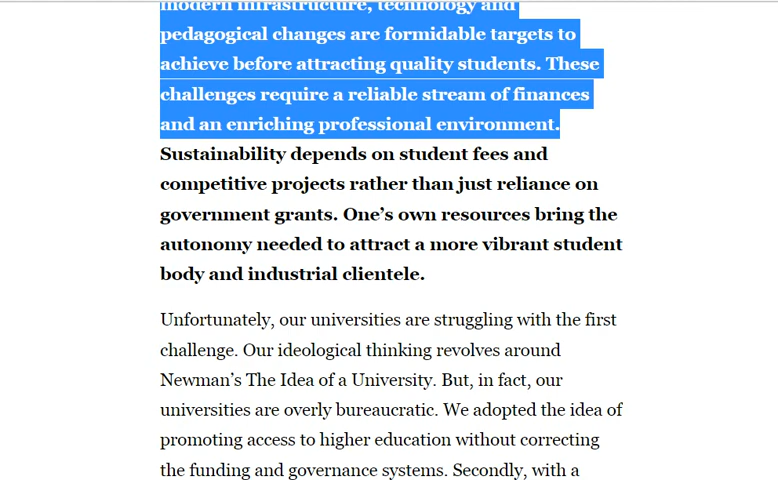 modern infrastructure, technology and
pedagogical changes are formidable targets to
achieve before attracting quality students. These
challenges require a reliable stream of finances
and an enriching professional environment.
Sustainability depends on student fees and
competitive projects rather than just reliance on
government grants. One’s own resources bring the
autonomy needed to attract a more vibrant student
body and industrial clientele.
Unfortunately, our universities are struggling with the first
challenge. Our ideological thinking revolves around
Newman’s The Idea of a University. But, in fact, our
universities are overly bureaucratic. We adopted the idea of
promoting access to higher education without correcting
the funding and governance systems. Secondly, with a